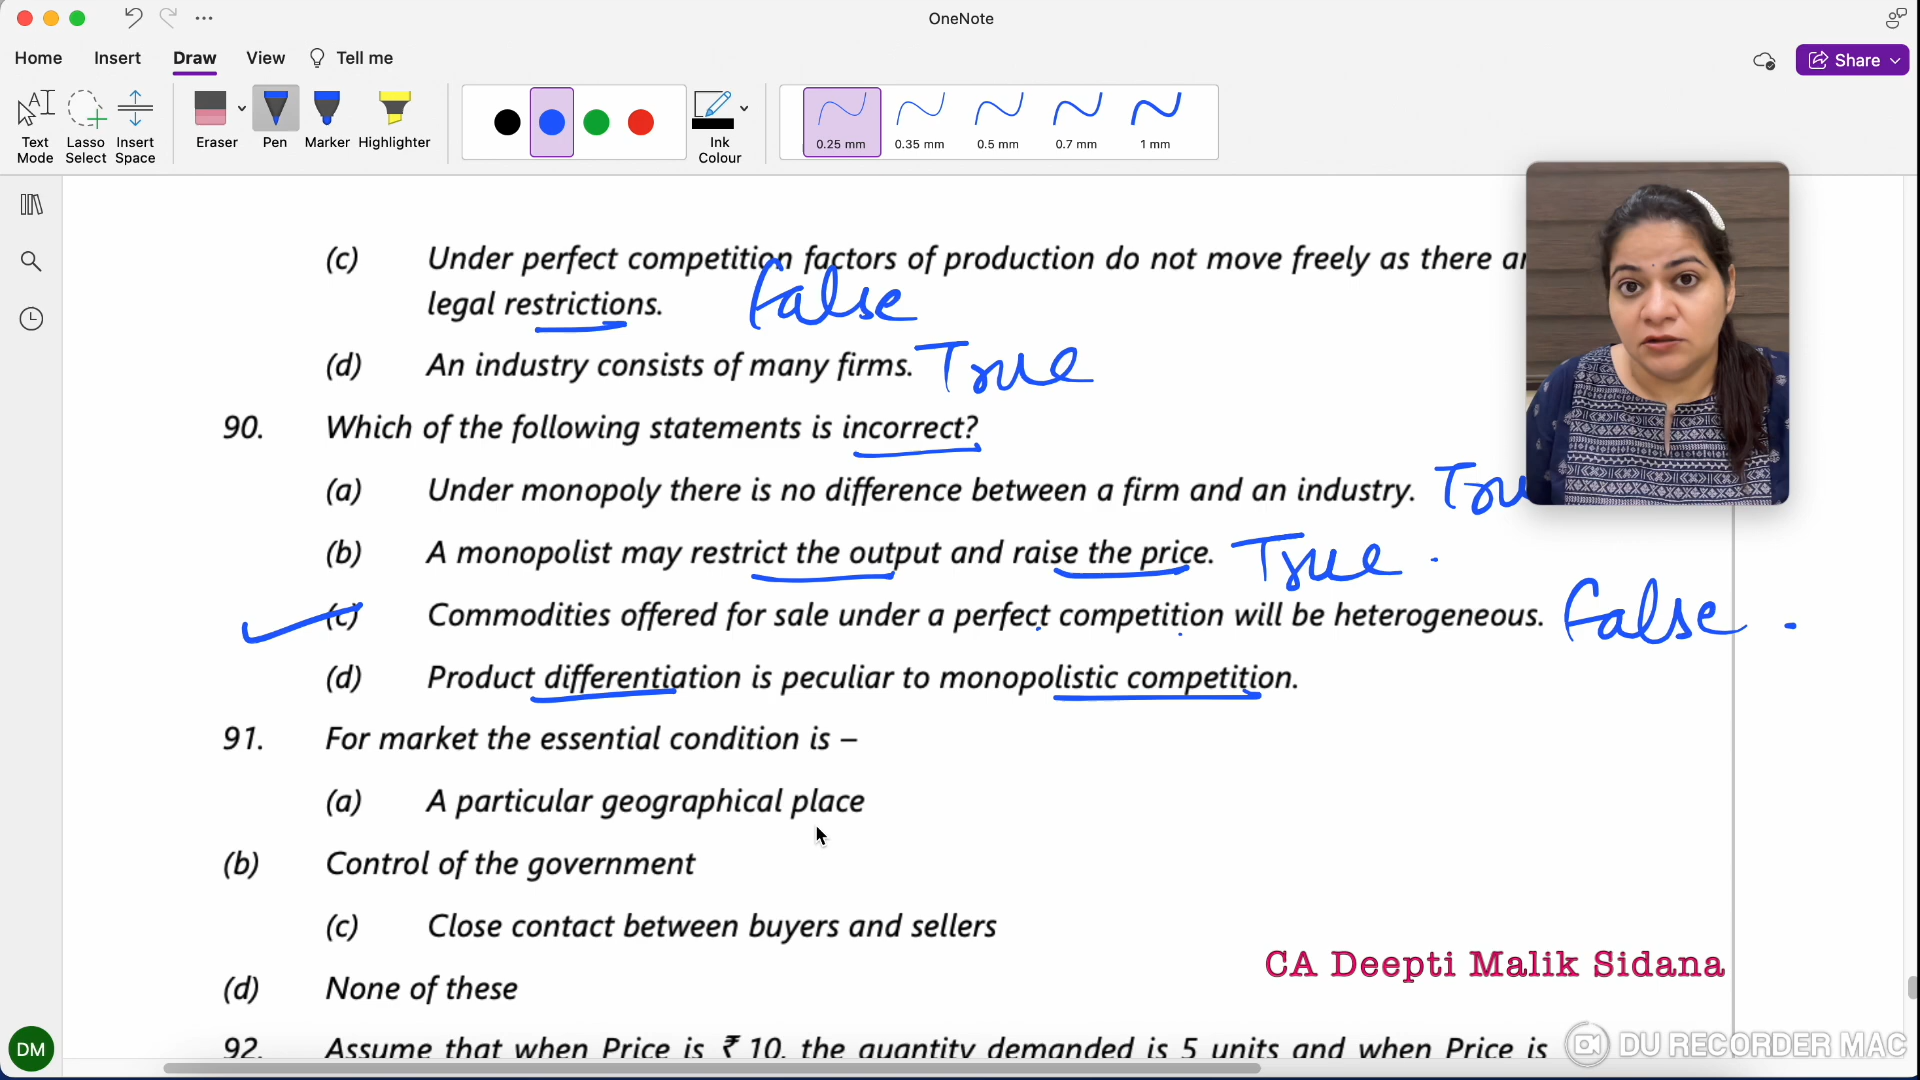 OneNote
Home Insert Draw View Tell me
Share
Text Mode
Lasso Select
Insert Space
Eraser
Pen
Marker
Highlighter
Ink Colour
0.25 mm 0.35 mm 0.5 mm 0.7 mm 1 mm
(c) Under perfect competition factors of production do not move freely as there
legal restrictions. False
(d) An industry consists of many firms. True
90. Which of the following statements is incorrect?
(a) Under monopoly there is no difference between a firm and an industry.
(b) A monopolist may restrict the output and raise the price. True .
(c) Commodities offered for sale under a perfect competition will be heterogeneous. False .
(d) Product differentiation is peculiar to monopolistic competition.
91. For market the essential condition is –
(a) A particular geographical place
(b) Control of the government
(c) Close contact between buyers and sellers
CA Deepti Malik Sidana
(d) None of these
92. Assume that when Price is ₹ 10, the quantity demanded is 5 units and when Price is
DM
DU RECORDER MAC